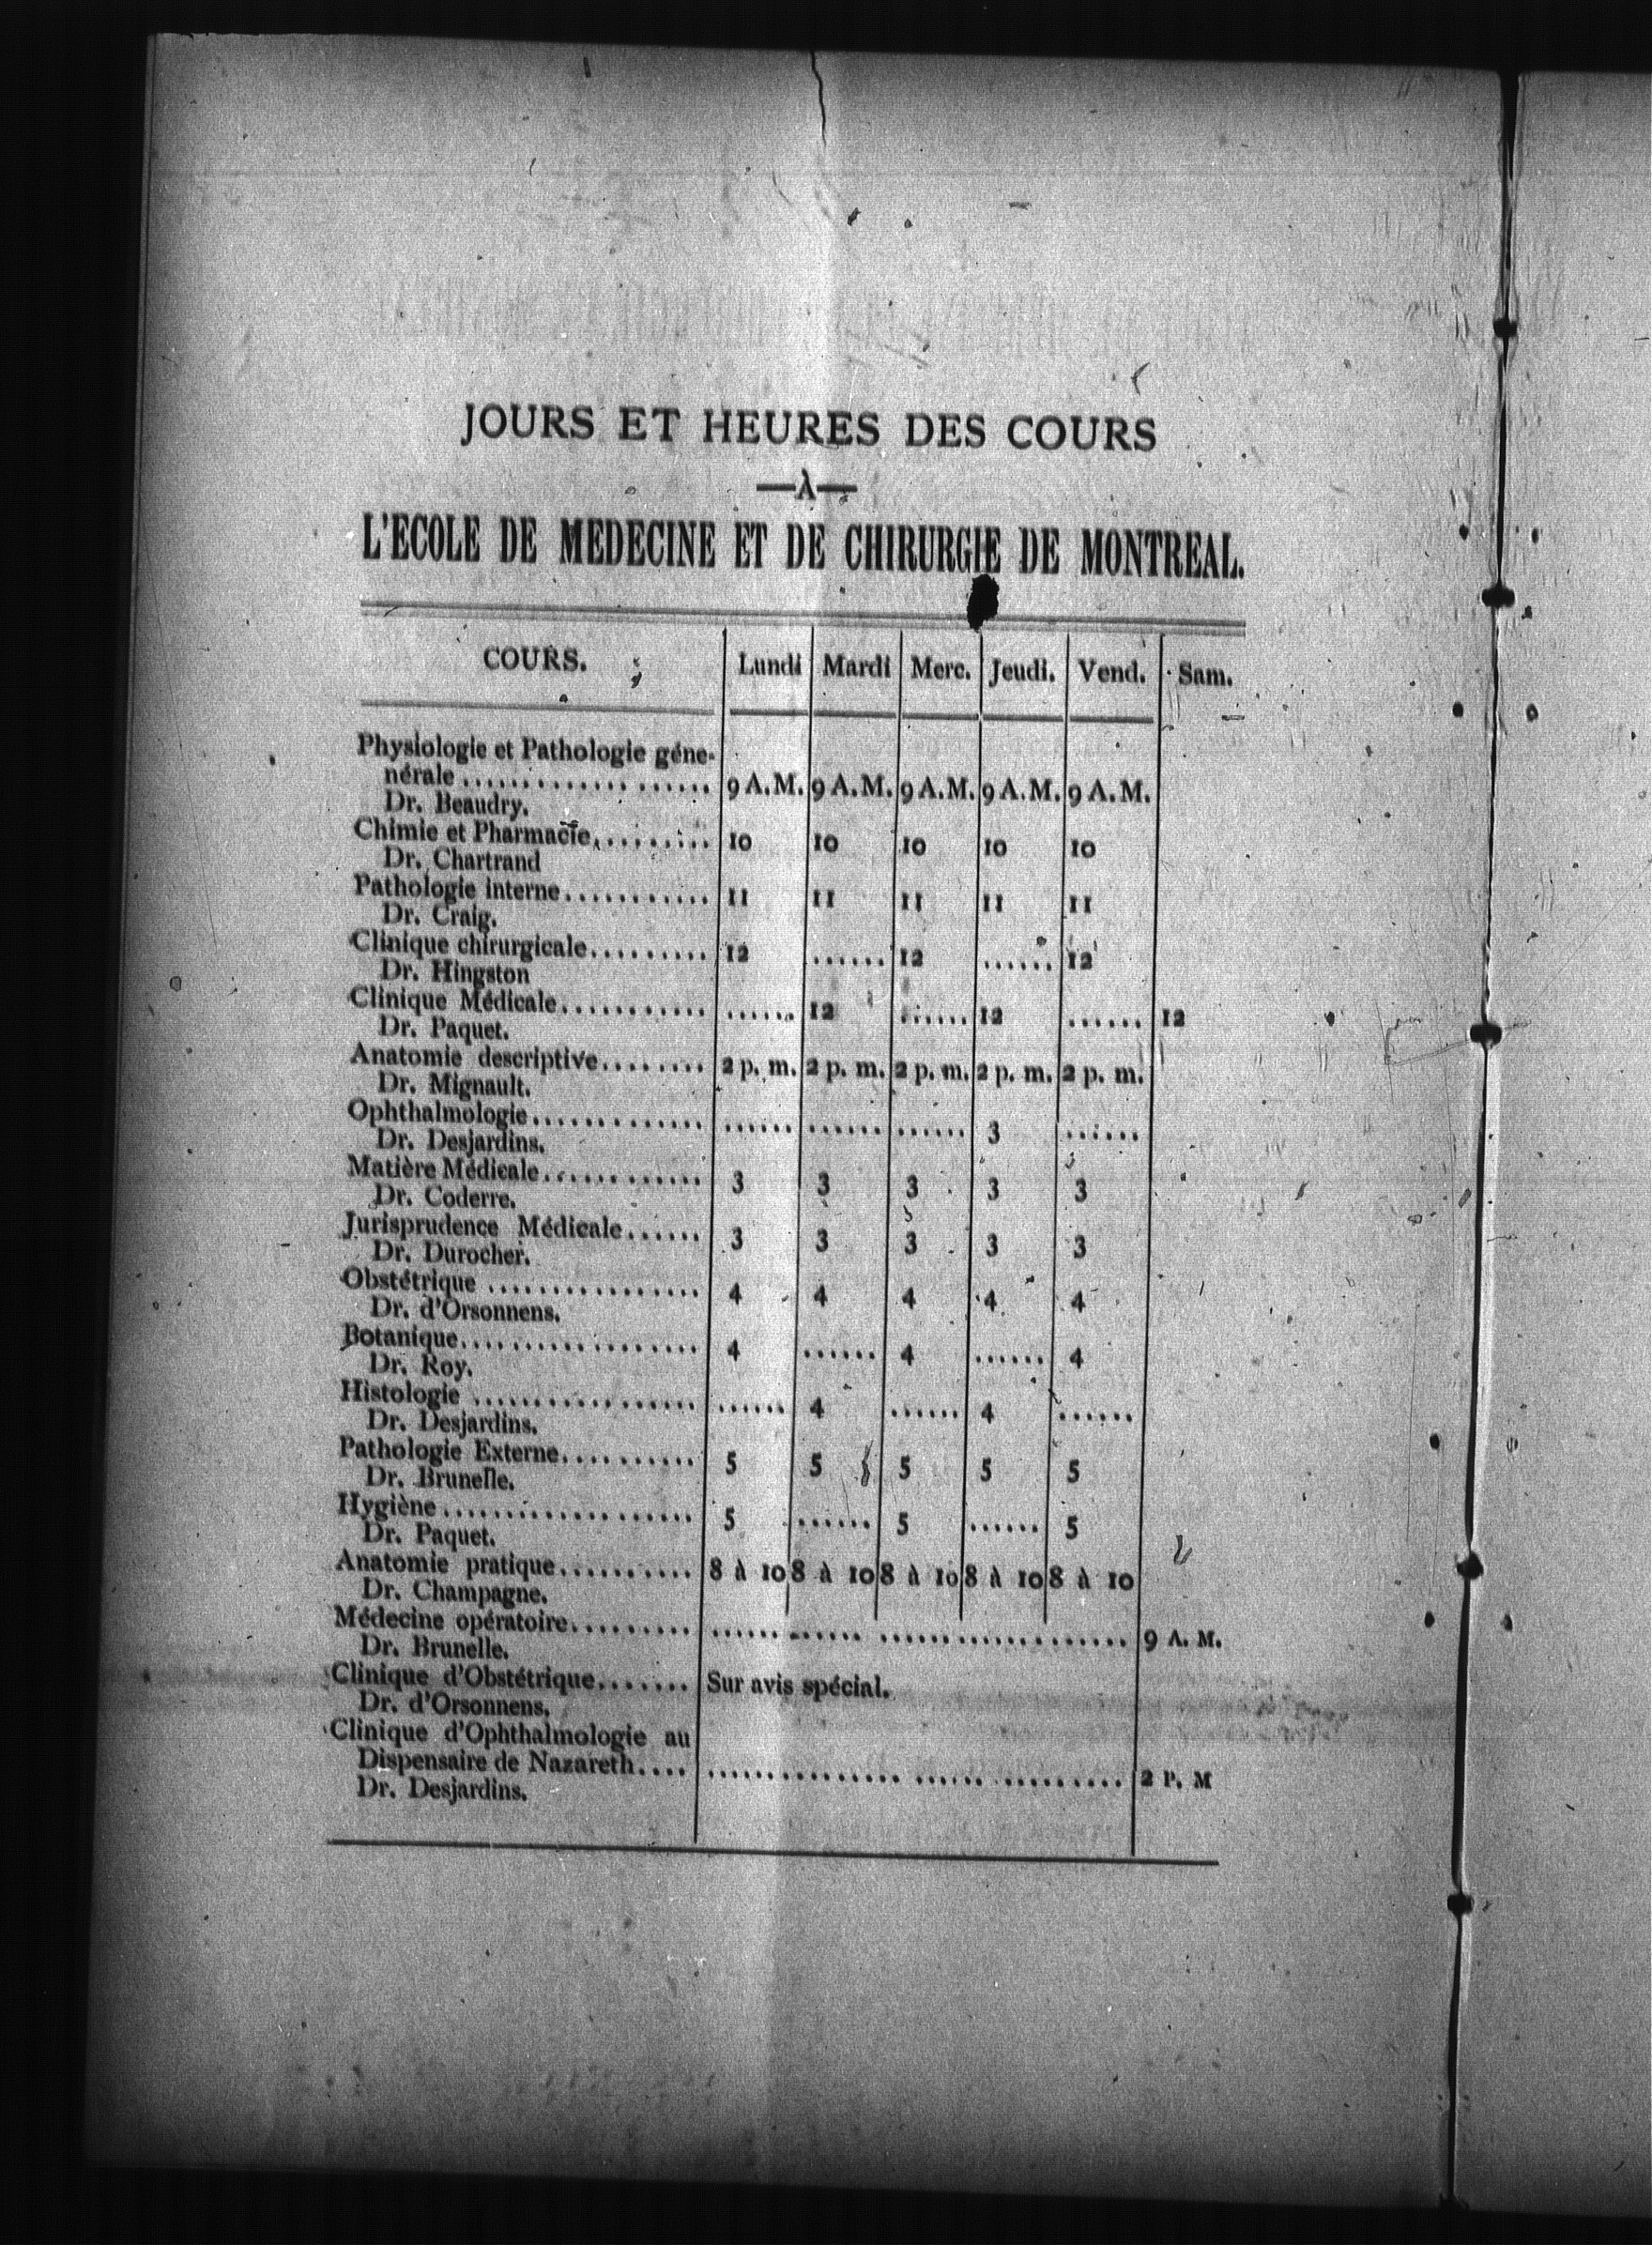 JOURS ET HEURES DES COURS
—À—
L'ECOLE DE MEDECINE ET DE CHIRURGIE DE MONTREAL.
COURS. Lundi Mardi Merc. Jeudi. Vend. Sam.
Physiologie et Pathologie géne-
nérale .......................... 9 A.M. 9 A.M. 9 A.M. 9 A.M. 9 A.M.
Dr. Beaudry.
Chimie et Pharmacie.......... 10 10 10 10 10
Dr. Chartrand
Pathologie interne............ 11 11 11 11 11
Dr. Craig.
Clinique chirurgicale.......... 12 ...... 12 ...... 12
Dr. Hingston
Clinique Médicale............ ...... 12 ...... 12 ...... 12
Dr. Paquet.
Anatomie descriptive........ 2 p. m. 2 p. m. 2 p. m. 2 p. m. 2 p. m.
Dr. Mignault.
Ophthalmologie............... ...... ...... ...... 3 ......
Dr. Desjardins.
Matière Médicale............. 3 3 3 3 3
Dr. Coderre.
Jurisprudence Médicale...... 3 3 3 3 3
Dr. Durocher.
Obstétrique ................. 4 4 4 4 4
Dr. d'Orsonnens.
Botanique.................... 4 ...... 4 ...... 4
Dr. Roy.
Histologie .................. ...... 4 ...... 4 ......
Dr. Desjardins.
Pathologie Externe.......... 5 5 5 5 5
Dr. Brunelle.
Hygiène..................... 5 ...... 5 ...... 5
Dr. Paquet.
Anatomie pratique.......... 8 à 10 8 à 10 8 à 10 8 à 10 8 à 10
Dr. Champagne.
Médecine opératoire......... ...... ...... .................. 9 A. M.
Dr. Brunelle.
Clinique d'Obstétrique....... Sur avis spécial.
Dr. d'Orsonnens.
Clinique d'Ophthalmologie au
Dispensaire de Nazareth.... ................ ...... .......... 2 P. M
Dr. Desjardins.